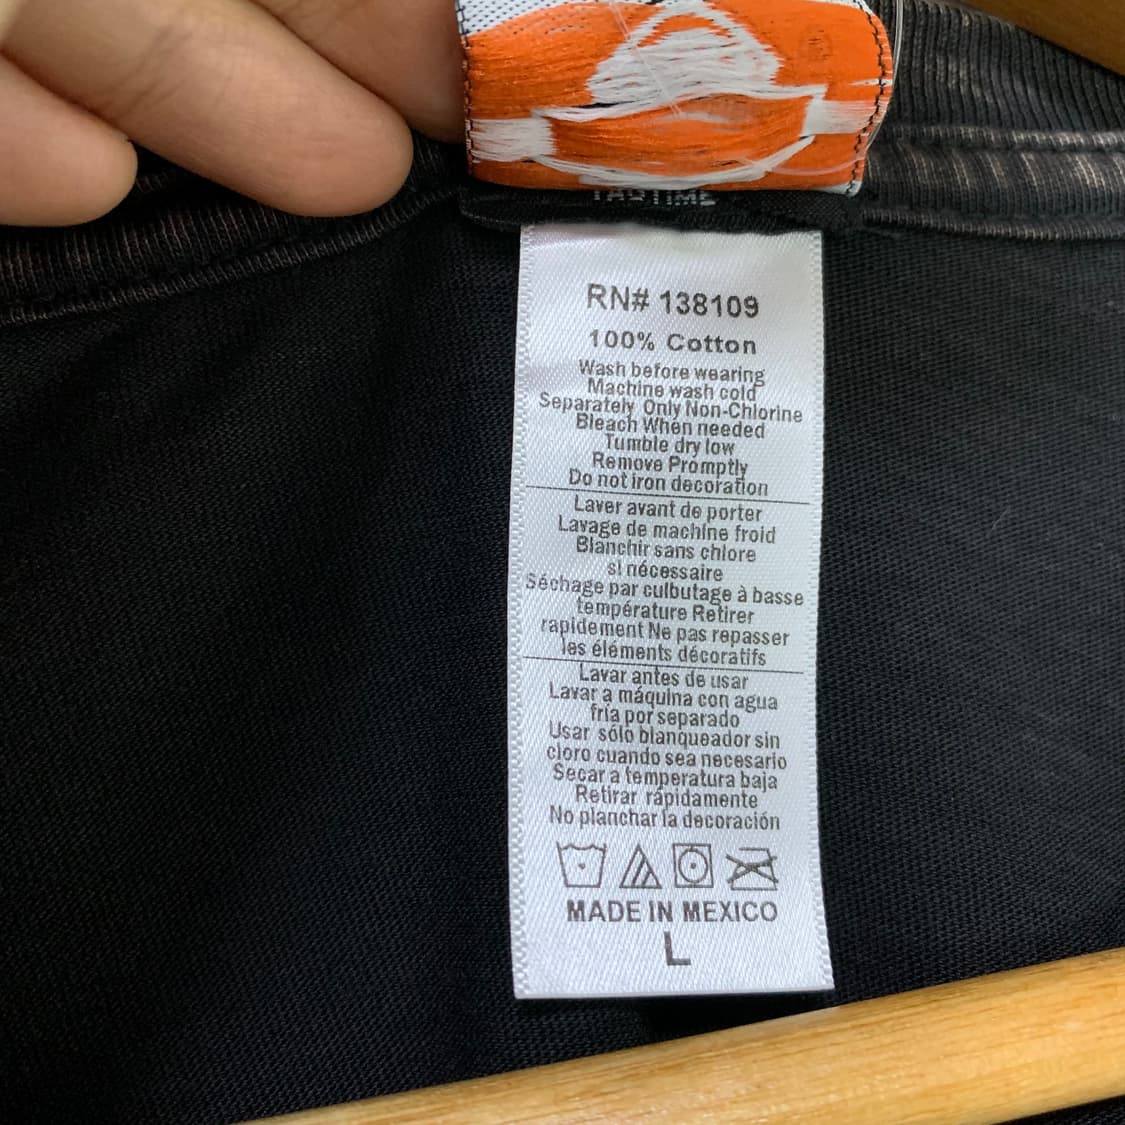 RN# 138109
100% Cotton
Wash before wearing
Machine wash cold
Separately Only Non-Chlorine
Bleach When needed
Tumble dry low
Remove Promptly
Do not iron decoration
Laver avant de porter
Lavage de machine froid
Blanchir sans chlore
si nécessaire
Séchage par culbutage à basse
température Retirer
rapidement Ne pas repasser
les éléments décoratifs
Lavar antes de usar
Lavar a máquina con agua
fría por separado
Usar sólo blanqueador sin
cloro cuando sea necesario
Secar a temperatura baja
Retirar rápidamente
No planchar la decoración
MADE IN MEXICO
L